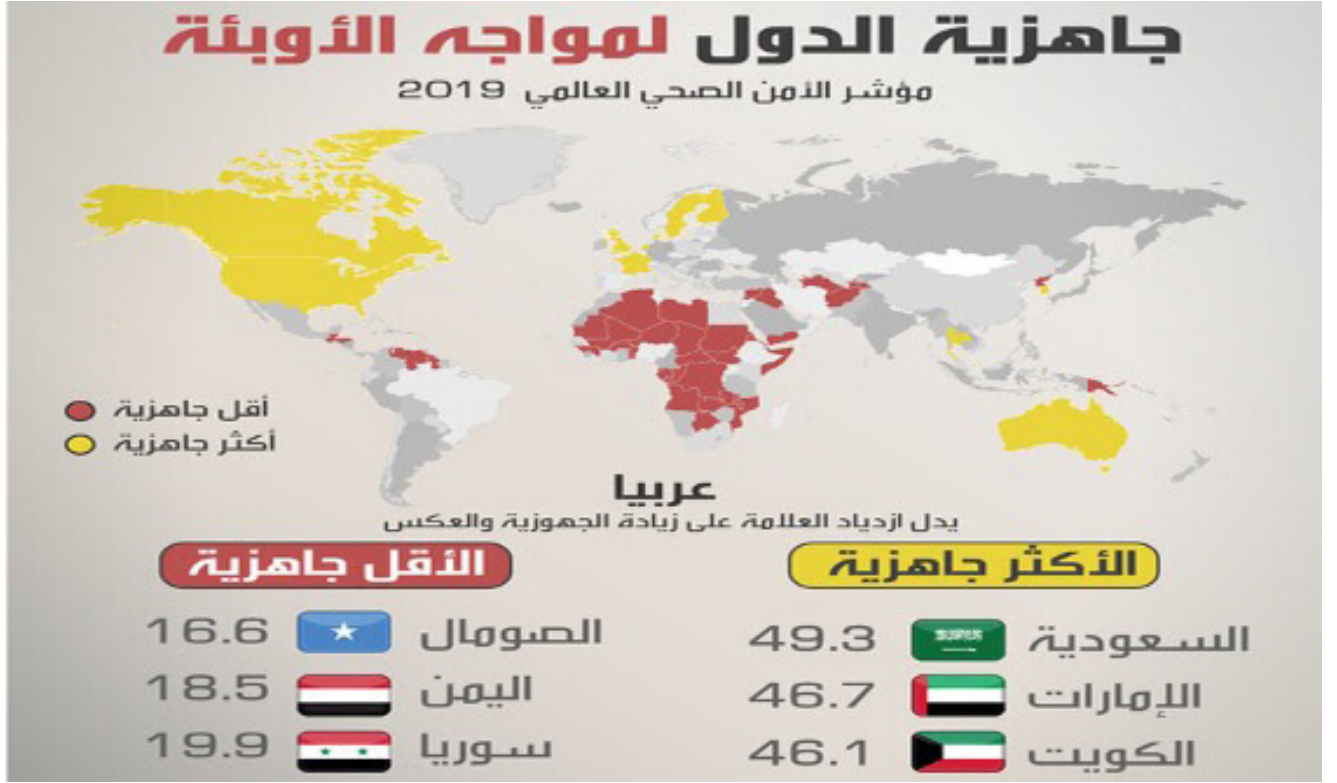 جاهزية الدول لمواجه الأوبئة
مؤشر الأمن الصحي العالمي 2019
أقل جاهزية
أكثر جاهزية
عربيا
يدل ازدياد العلامة على زيادة الجهوزية والعكس
الأكثر جاهزية
السعودية 49.3
الإمارات 46.7
الكويت 46.1
الأقل جاهزية
الصومال 16.6
اليمن 18.5
سوريا 19.9